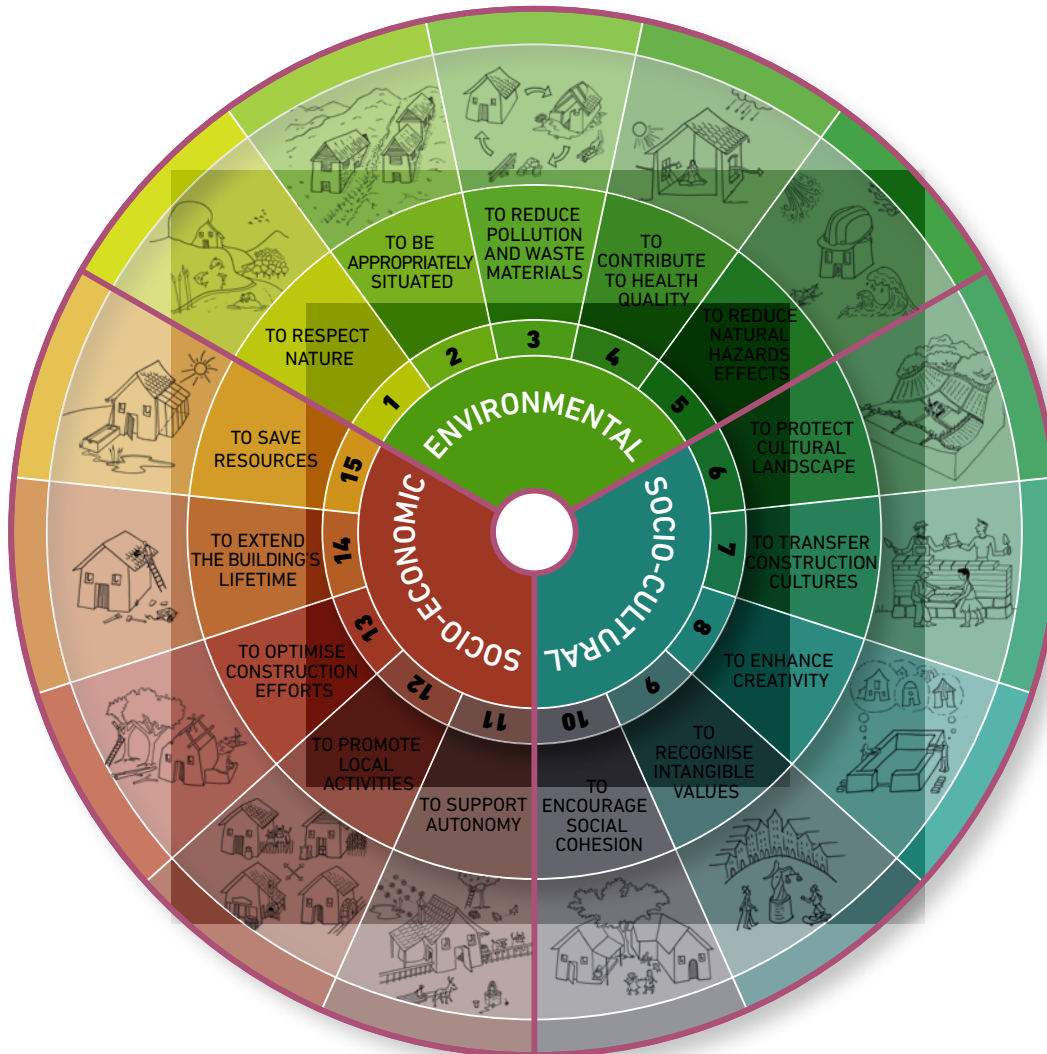 ENVIRONMENTAL
SOCIO-CULTURAL
SOCIO-ECONOMIC
1
TO RESPECT
NATURE
2
TO BE
APPROPRIATELY
SITUATED
3
TO REDUCE
POLLUTION
AND WASTE
MATERIALS
4
TO
CONTRIBUTE
TO HEALTH
QUALITY
5
TO REDUCE
NATURAL
HAZARDS
EFFECTS
6
TO PROTECT
CULTURAL
LANDSCAPE
7
TO TRANSFER
CONSTRUCTION
CULTURES
8
TO ENHANCE
CREATIVITY
9
TO
RECOGNISE
INTANGIBLE
VALUES
10
TO
ENCOURAGE
SOCIAL
COHESION
11
TO SUPPORT
AUTONOMY
12
TO PROMOTE
LOCAL
ACTIVITIES
13
TO OPTIMISE
CONSTRUCTION
EFFORTS
14
TO EXTEND
THE BUILDING'S
LIFETIME
15
TO SAVE
RESOURCES